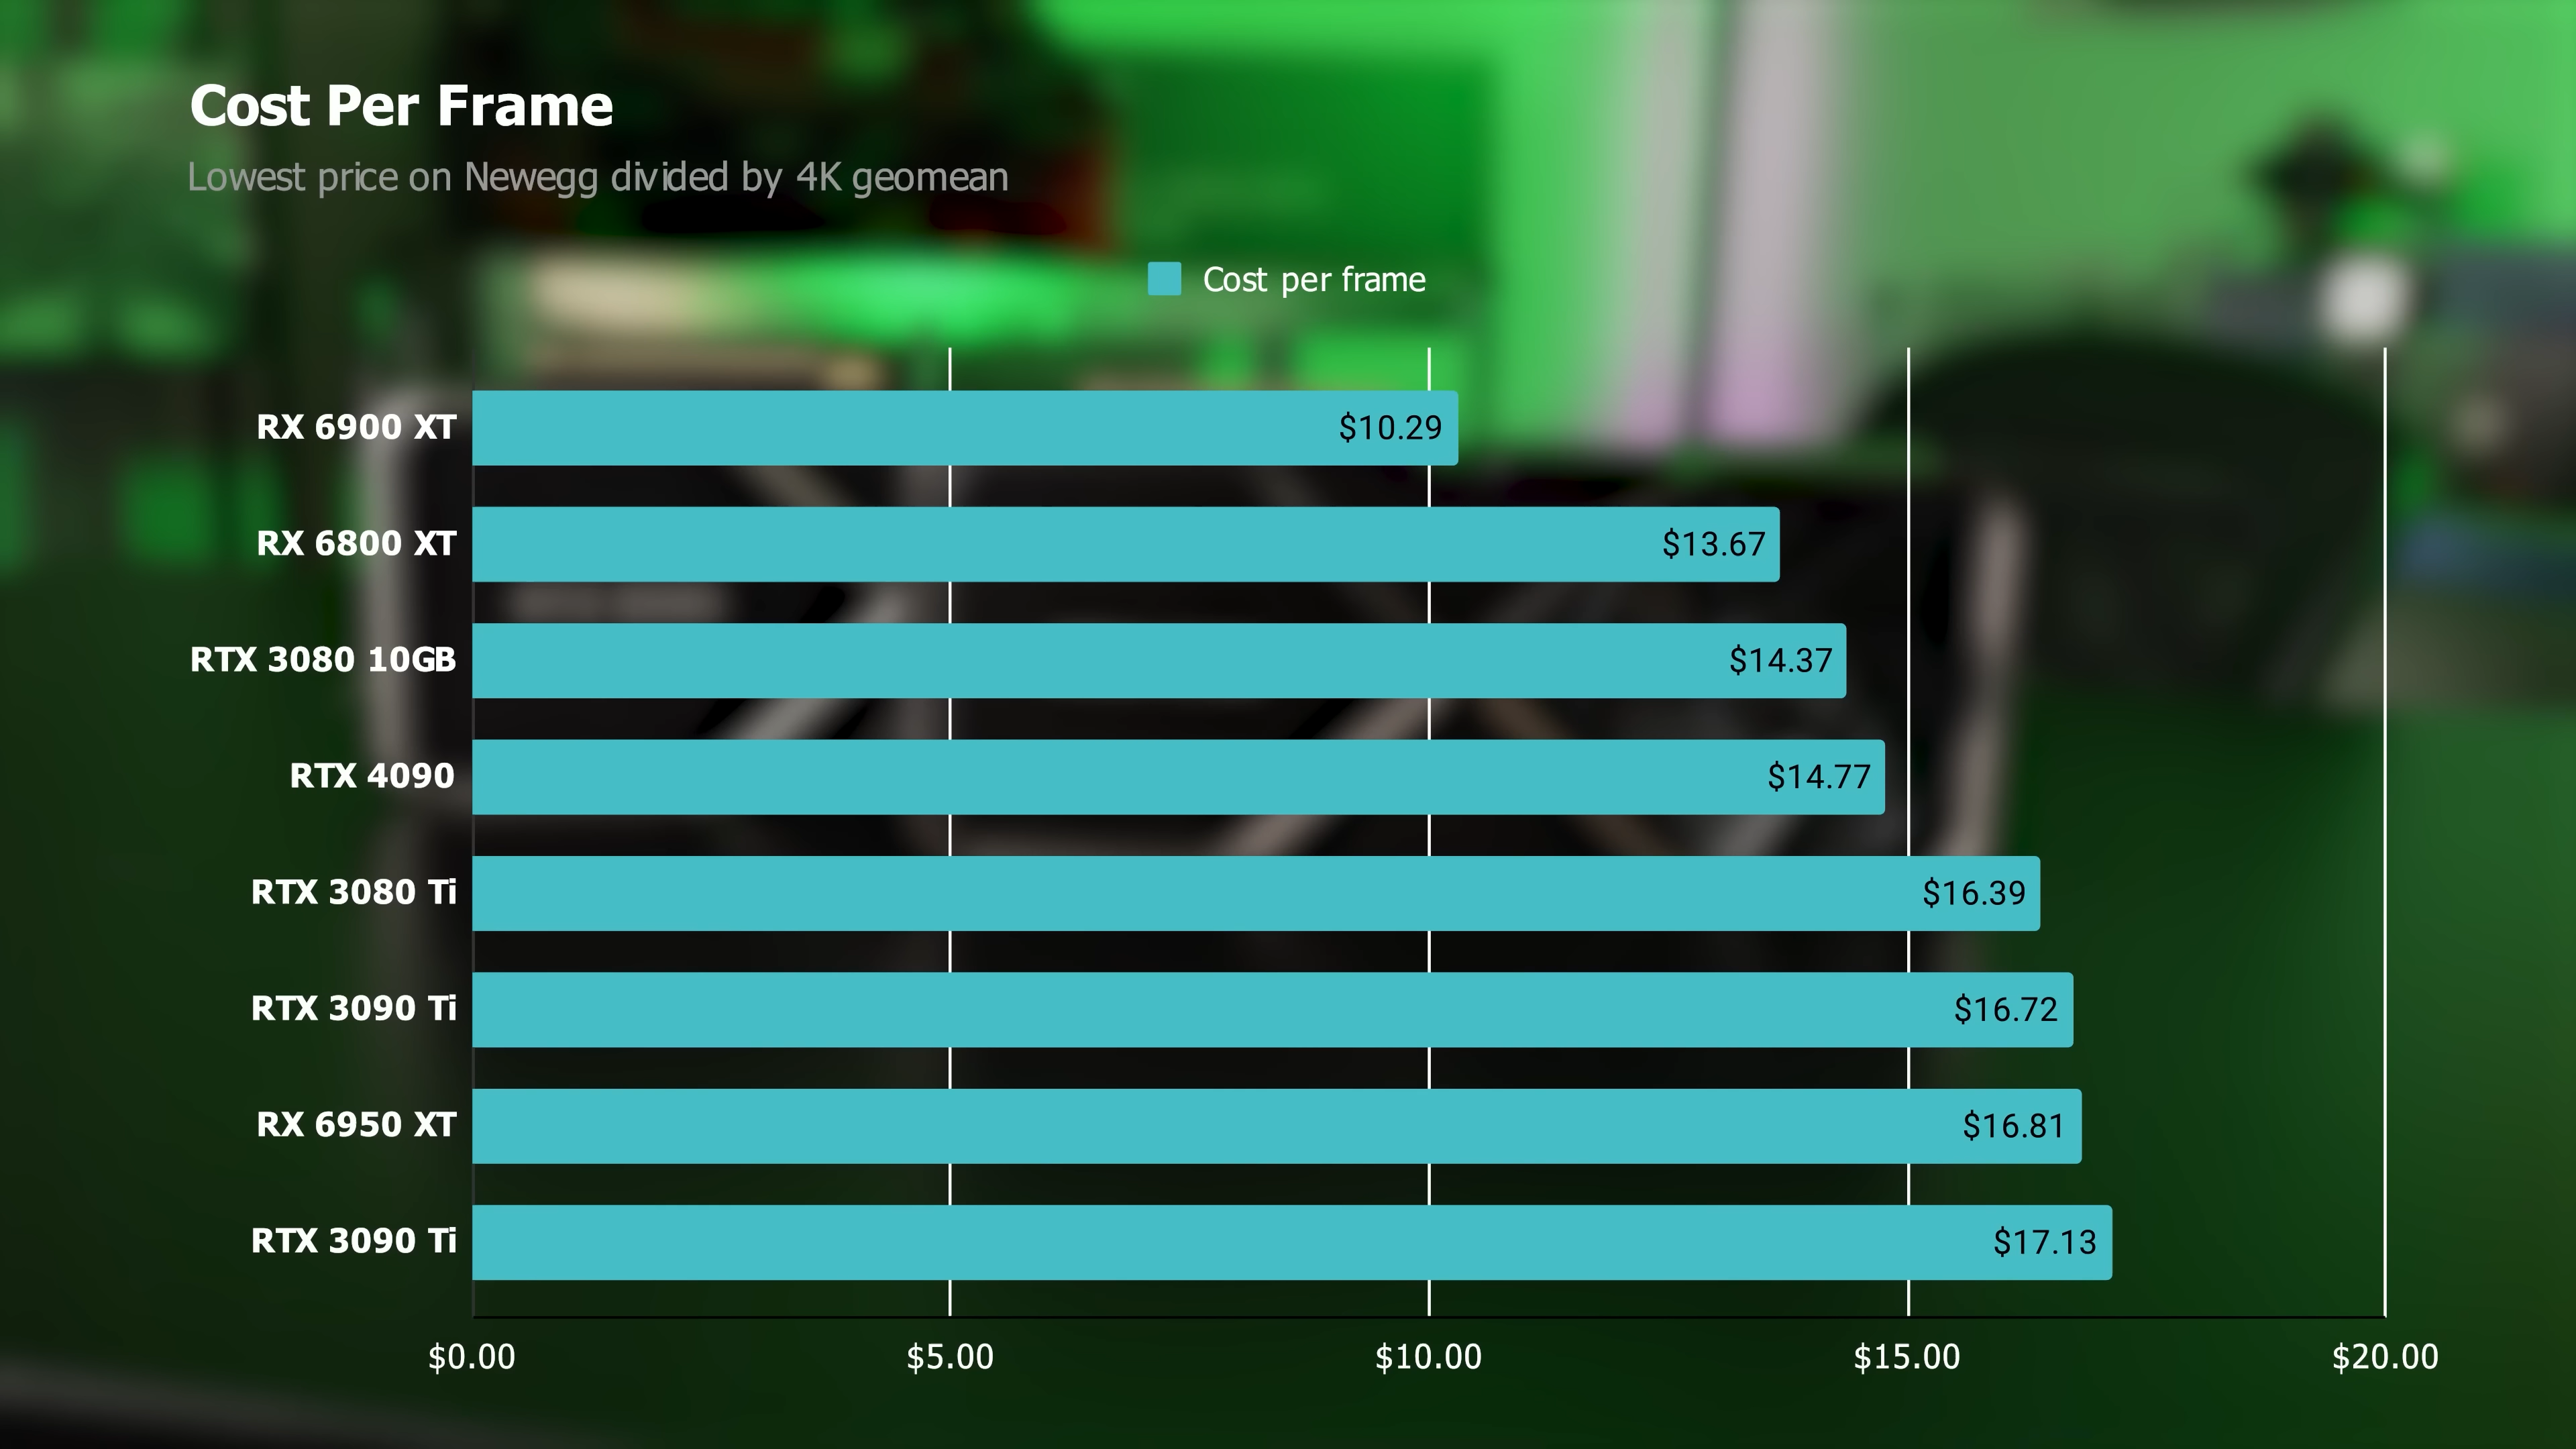 Cost Per Frame
Lowest price on Newegg divided by 4K geomean
Cost per frame
RX 6900 XT $10.29
RX 6800 XT $13.67
RTX 3080 10GB $14.37
RTX 4090 $14.77
RTX 3080 Ti $16.39
RTX 3090 Ti $16.72
RX 6950 XT $16.81
RTX 3090 Ti $17.13
$0.00 $5.00 $10.00 $15.00 $20.00